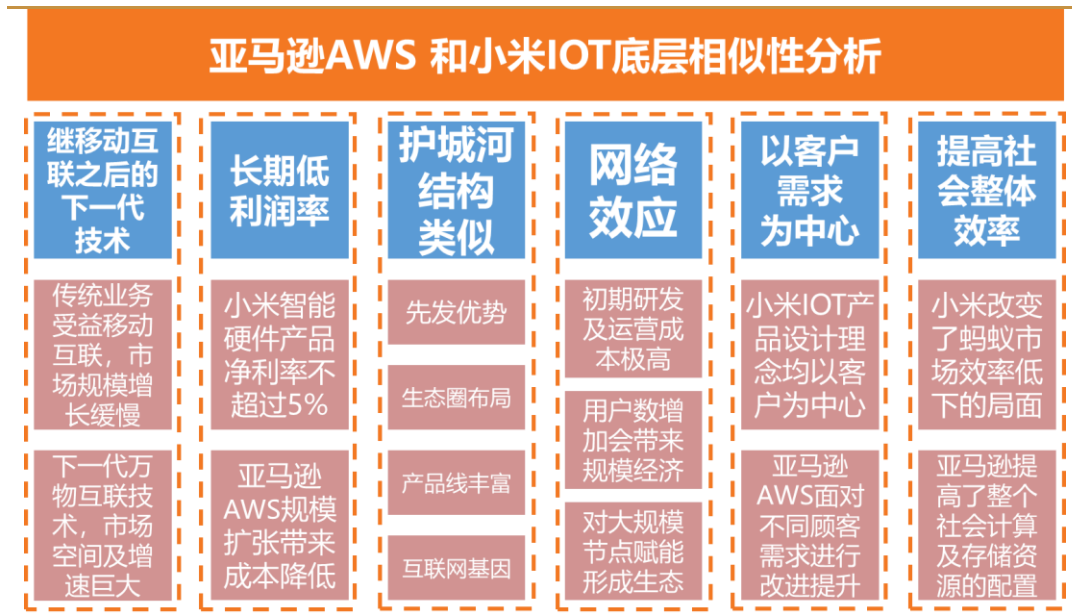 亚马逊AWS 和小米IOT底层相似性分析
继移动互
联之后的
下一代
技术
传统业务
受益移动
互联，市
场规模增
长缓慢
下一代万
物互联技
术，市场
空间及增
速巨大
长期低
利润率
小米智能
硬件产品
净利率不
超过5%
亚马逊
AWS规模
扩张带来
成本降低
护城河
结构
类似
先发优势
生态圈布局
产品线丰富
互联网基因
网络
效应
初期研发
及运营成
本极高
用户数增
加会带来
规模经济
对大规模
节点赋能
形成生态
以客户
需求
为中心
小米IOT产
品设计理
念均以客
户为中心
亚马逊
AWS面对
不同顾客
需求进行
改进提升
提高社
会整体
效率
小米改变
了蚂蚁市
场效率低
下的局面
亚马逊提
高了整个
社会计算
及存储资
源的配置